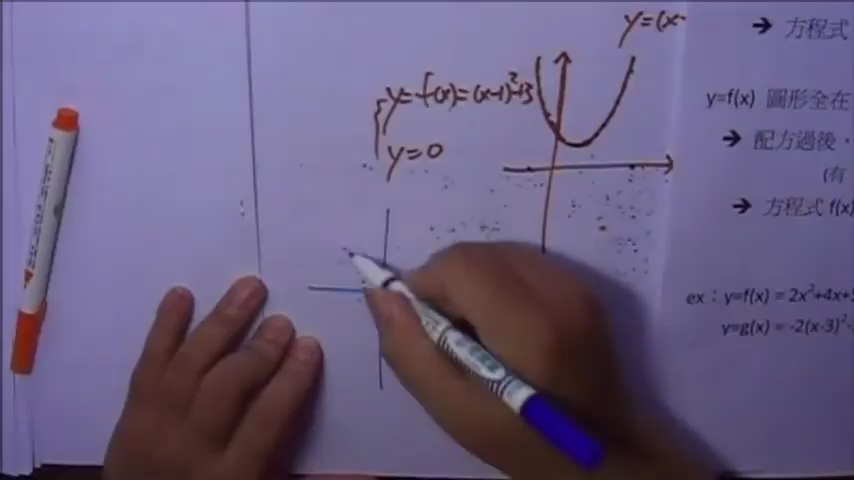 y=(x-
→ 方程式
y=f(x)=(x-1)²+3
y=f(x) 圖形全在
→ 配方過後，
y=0
(有
→ 方程式 f(x)
ex：y=f(x) = 2x²+4x+5
y=g(x) = -2(x-3)²-